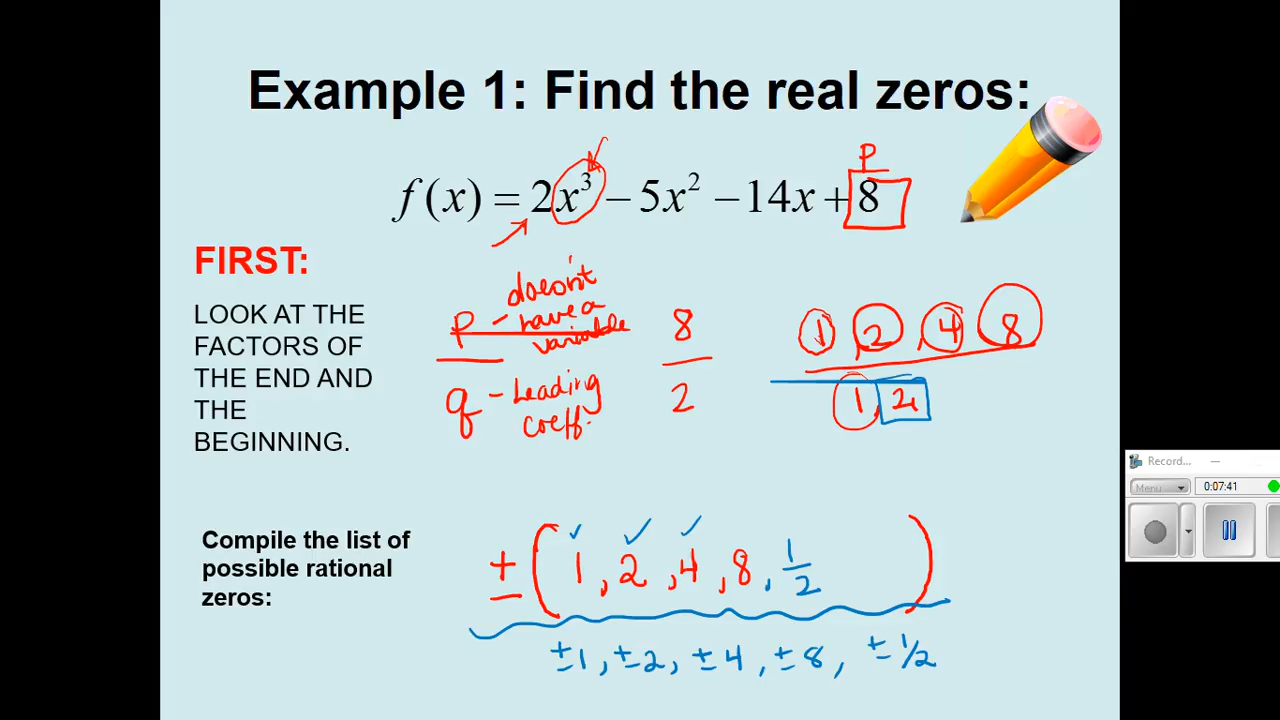 Example 1: Find the real zeros:
P
f(x) = 2x³ − 5x² − 14x + 8
FIRST:
LOOK AT THE
FACTORS OF
THE END AND
THE
BEGINNING.
p - doesn't
have a
variable
q - Leading
coeff.
8
2
1, 2, 4, 8
1, 2
Record...
Menu
0:07:41
Compile the list of
possible rational
zeros:
± (1, 2, 4, 8, 1/2)
±1, ±2, ±4, ±8, ±1/2